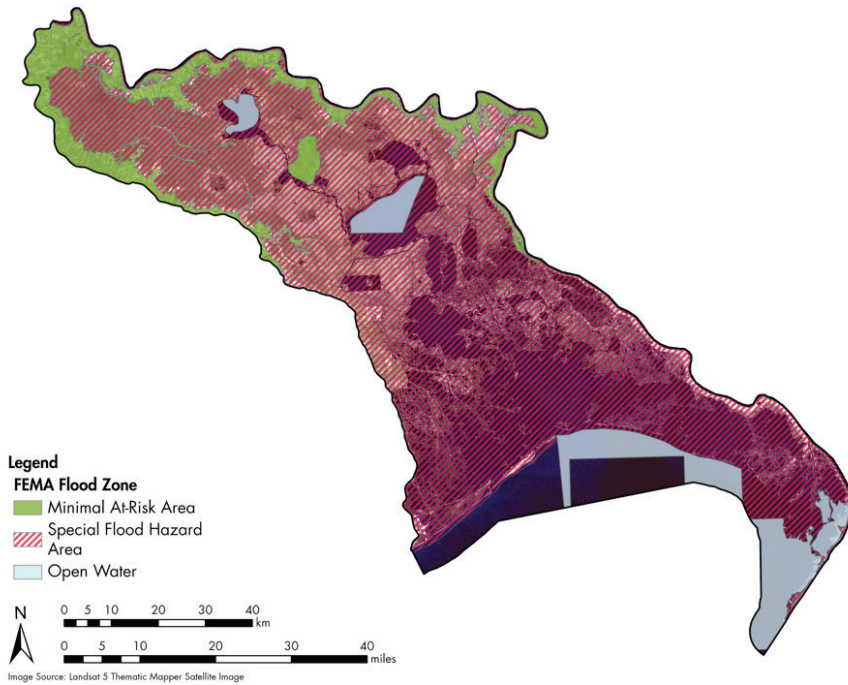 Legend
FEMA Flood Zone
Minimal At-Risk Area
Special Flood Hazard
Area
Open Water
N
0 5 10 20 30 40
km
0 5 10 20 30 40
miles
Image Source: Landsat 5 Thematic Mapper Satellite Image